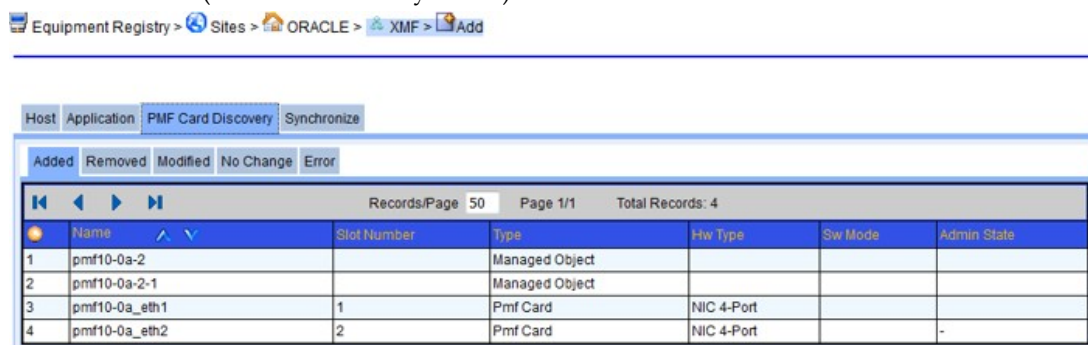 Equipment Registry > Sites > ORACLE > XMF > Add
Host Application PMF Card Discovery Synchronize
Added Removed Modified No Change Error
Records/Page 50 Page 1/1 Total Records: 4
Name Slot Number Type Hw Type Sw Mode Admin State
1 pmf10-0a-2 Managed Object
2 pmf10-0a-2-1 Managed Object
3 pmf10-0a_eth1 1 Pmf Card NIC 4-Port
4 pmf10-0a_eth2 2 Pmf Card NIC 4-Port -